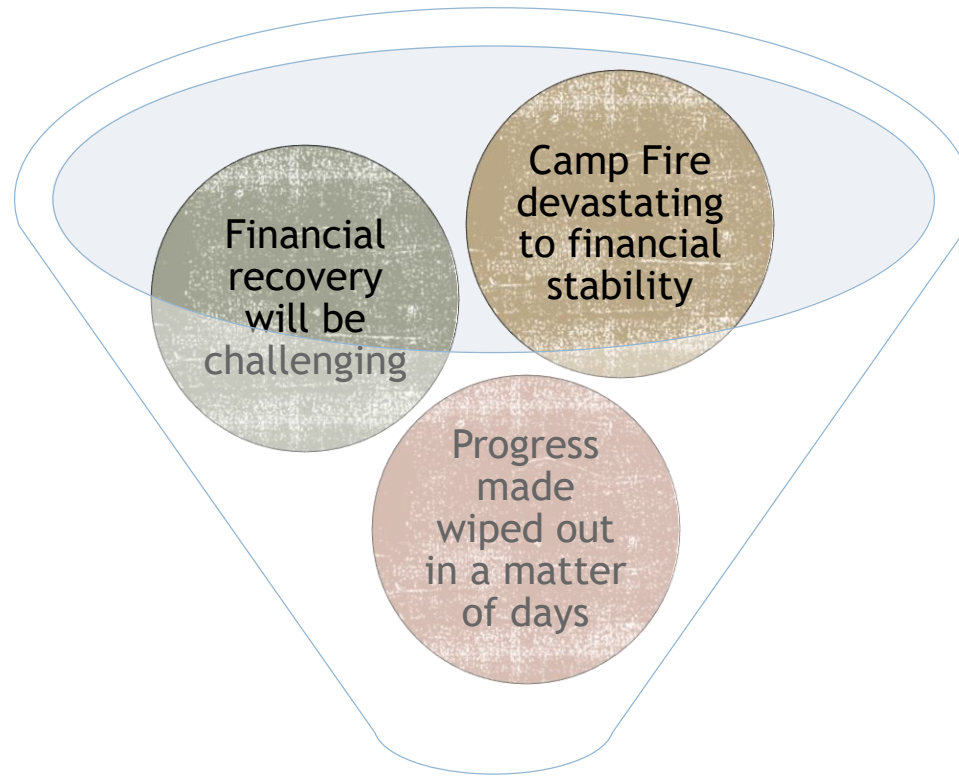 Camp Fire
devastating
to financial
stability
Financial
recovery
will be
challenging
Progress
made
wiped out
in a matter
of days